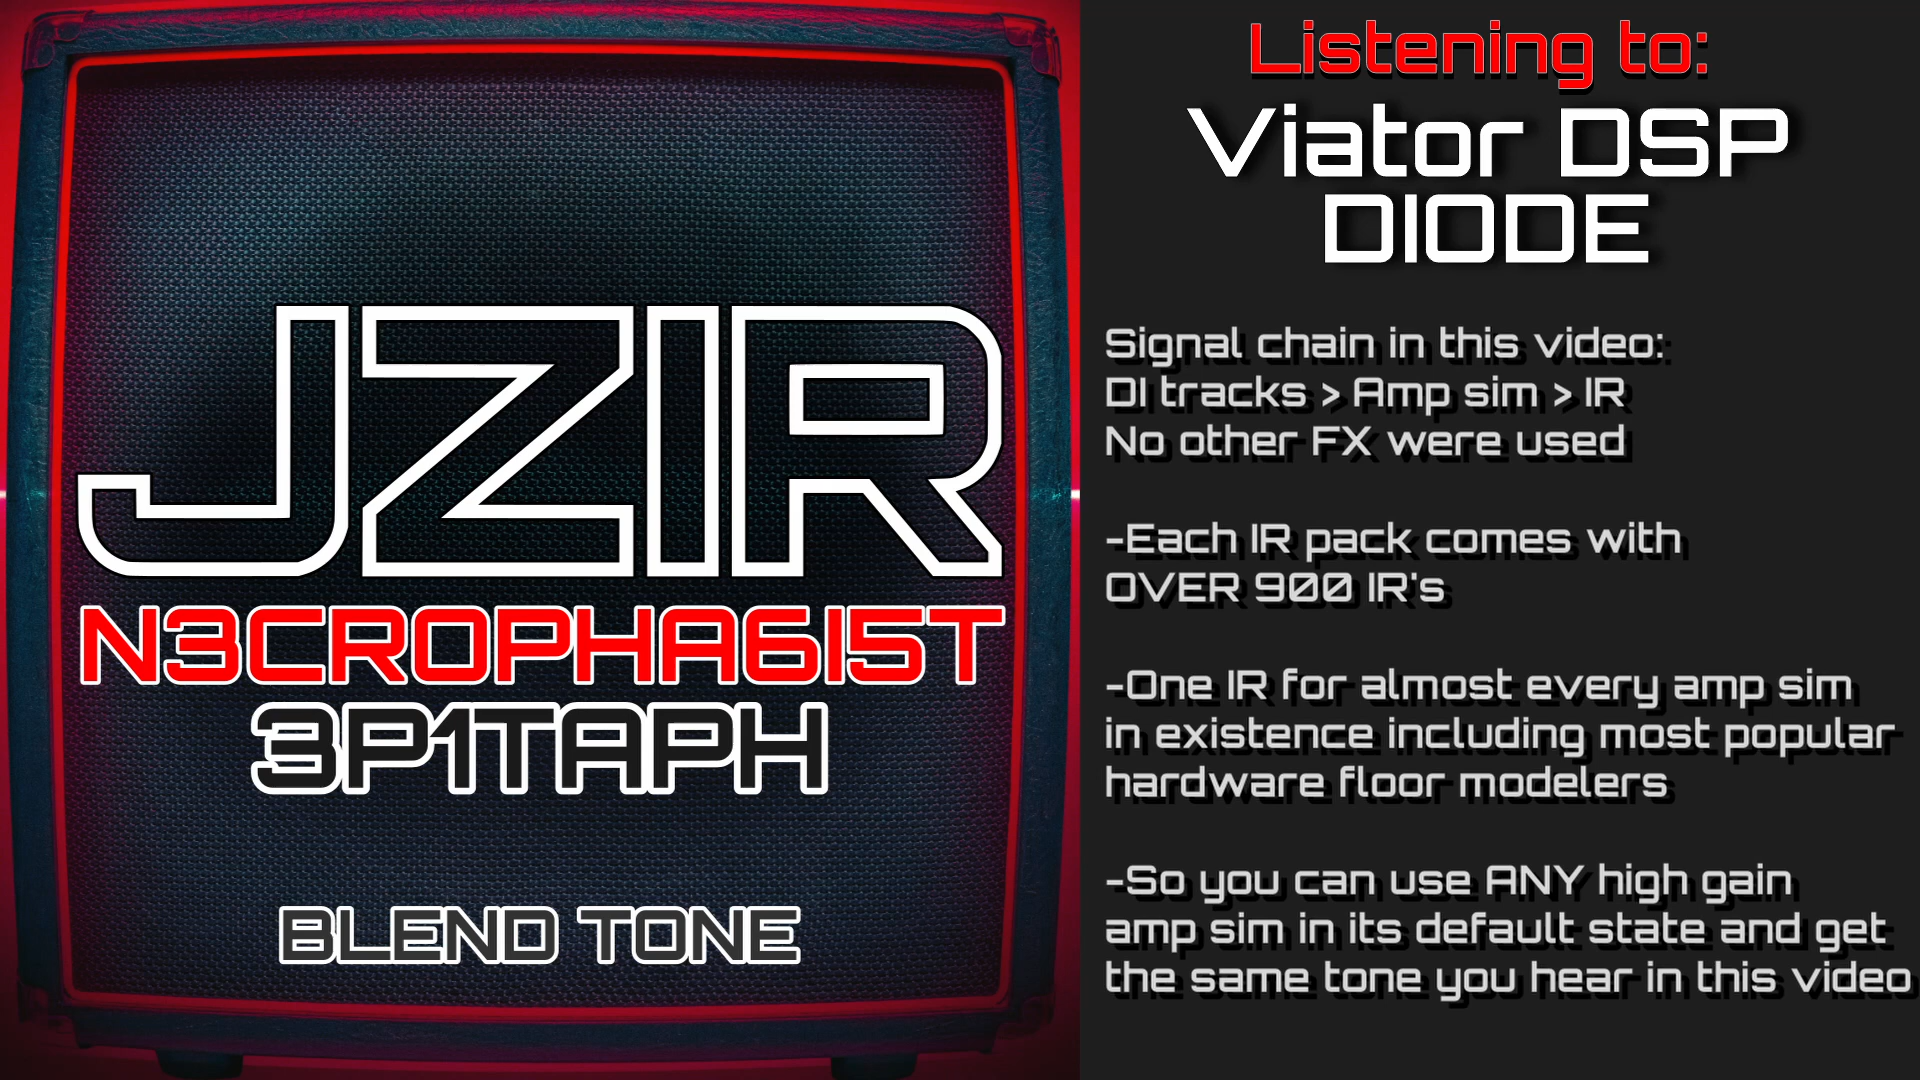 JZIR
N3CROPHA6I5T
3P1TAPH
BLEND TONE
Listening to:
Viator DSP
DIODE
Signal chain in this video:
DI tracks > Amp sim > IR
No other FX were used
-Each IR pack comes with
OVER 900 IR's
-One IR for almost every amp sim
in existence including most popular
hardware floor modelers
-So you can use ANY high gain
amp sim in its default state and get
the same tone you hear in this video